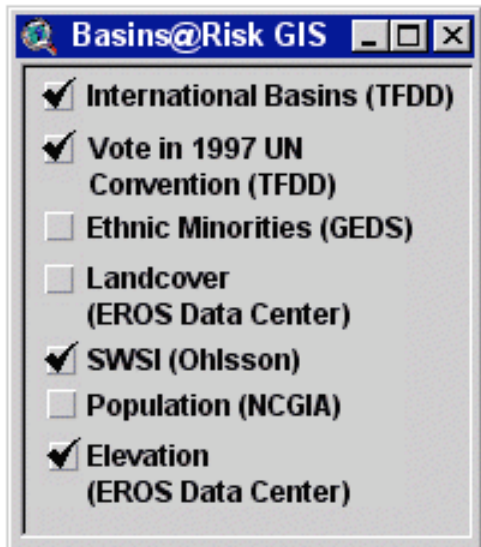 Basins@Risk GIS
International Basins (TFDD)
Vote in 1997 UN
Convention (TFDD)
Ethnic Minorities (GEDS)
Landcover
(EROS Data Center)
SWSI (Ohlsson)
Population (NCGIA)
Elevation
(EROS Data Center)